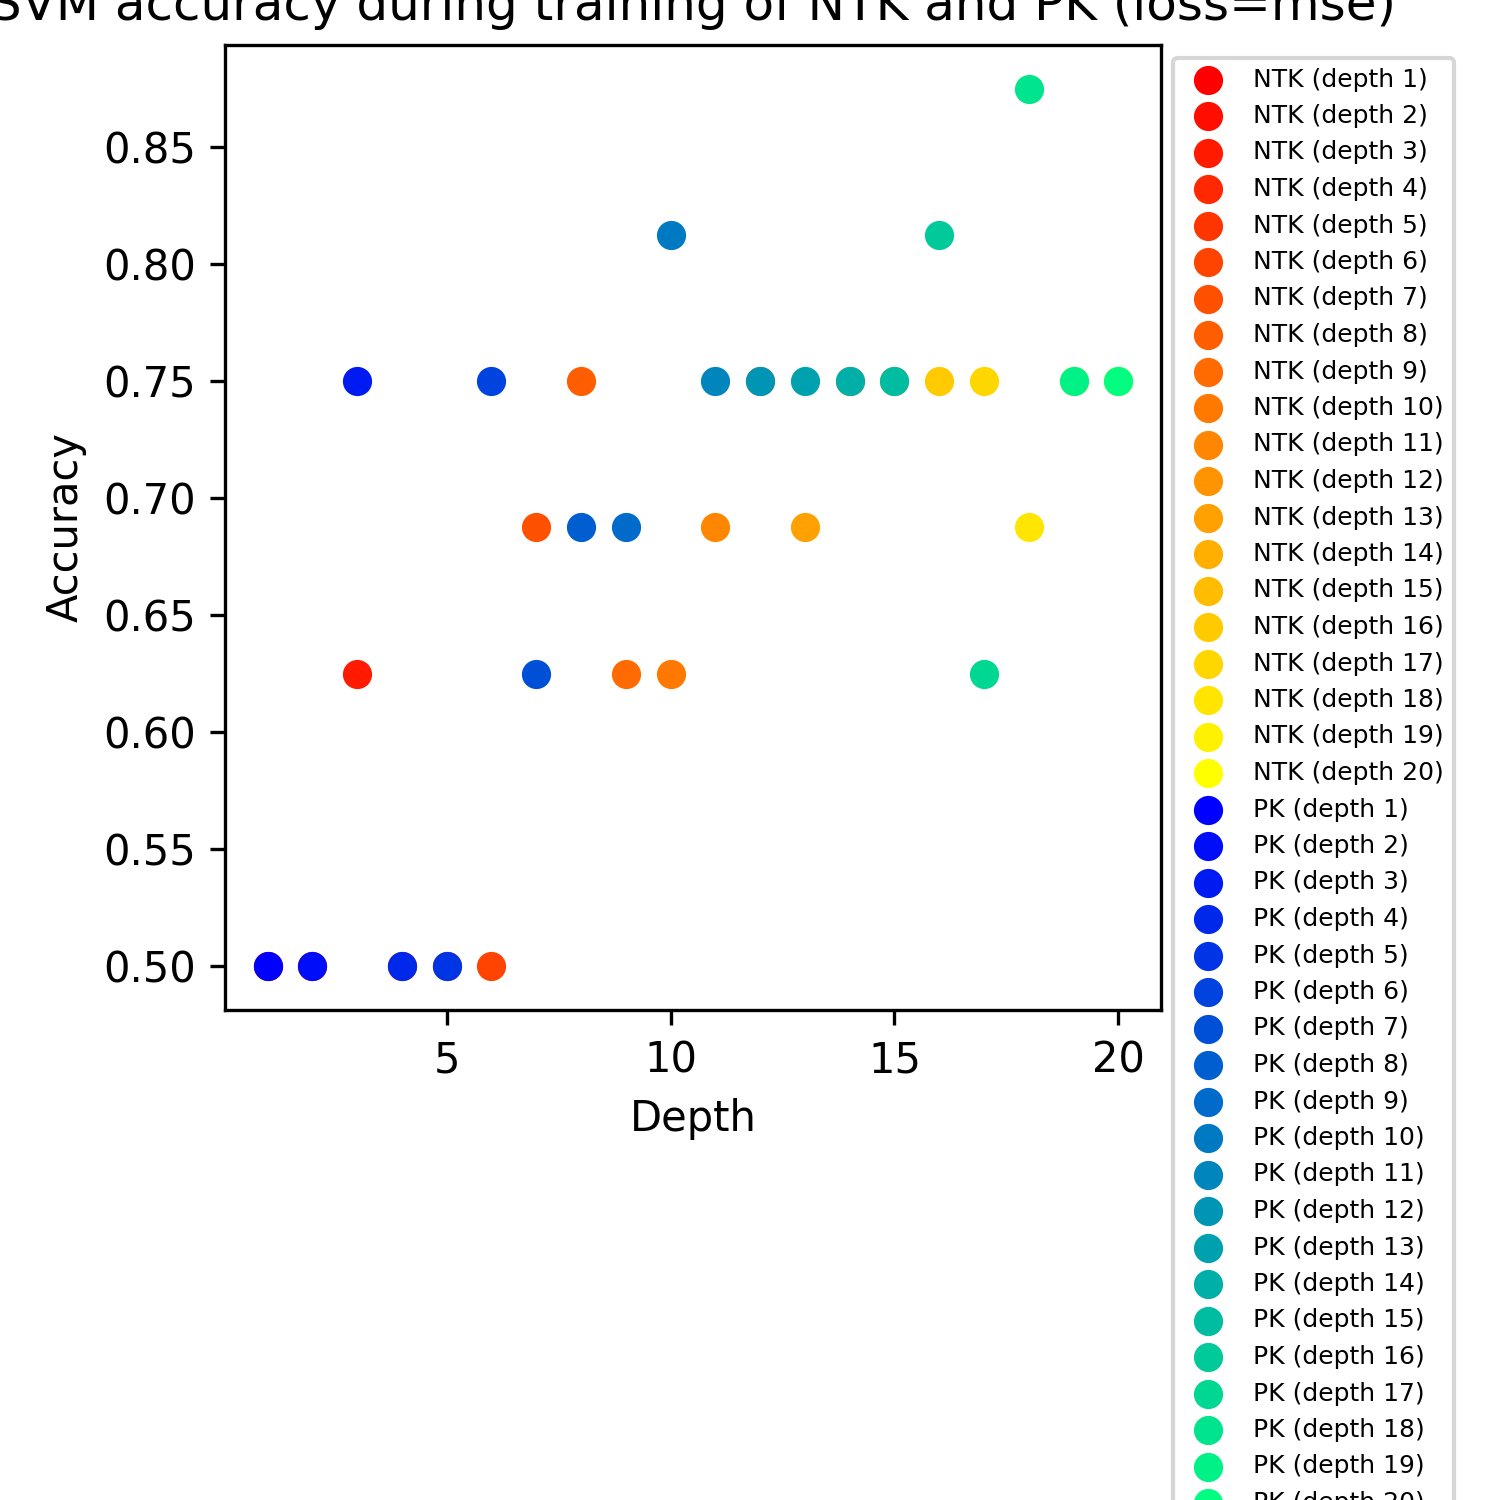 SVM accuracy during training of NTK and PK (loss=mse)
0.85
0.80
0.75
0.70
0.65
0.60
0.55
0.50
Accuracy
5 10 15 20
Depth
NTK (depth 1)
NTK (depth 2)
NTK (depth 3)
NTK (depth 4)
NTK (depth 5)
NTK (depth 6)
NTK (depth 7)
NTK (depth 8)
NTK (depth 9)
NTK (depth 10)
NTK (depth 11)
NTK (depth 12)
NTK (depth 13)
NTK (depth 14)
NTK (depth 15)
NTK (depth 16)
NTK (depth 17)
NTK (depth 18)
NTK (depth 19)
NTK (depth 20)
PK (depth 1)
PK (depth 2)
PK (depth 3)
PK (depth 4)
PK (depth 5)
PK (depth 6)
PK (depth 7)
PK (depth 8)
PK (depth 9)
PK (depth 10)
PK (depth 11)
PK (depth 12)
PK (depth 13)
PK (depth 14)
PK (depth 15)
PK (depth 16)
PK (depth 17)
PK (depth 18)
PK (depth 19)
PK (depth 20)